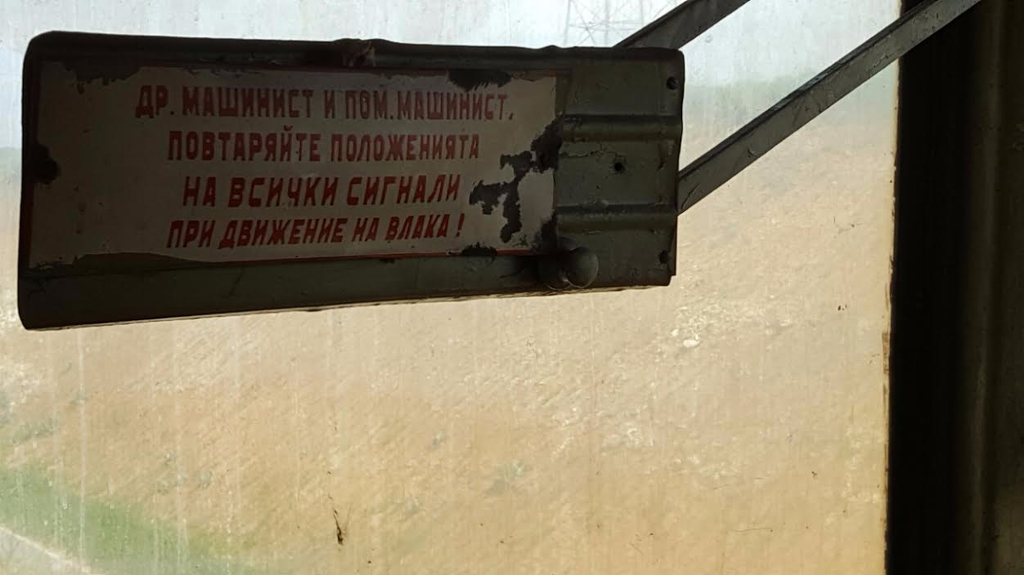 ДР. МАШИНИСТ И ПОМ. МАШИНИСТ,
ПОВТАРЯЙТЕ ПОЛОЖЕНИЯТА
НА ВСИЧКИ СИГНАЛИ
ПРИ ДВИЖЕНИЕ НА ВЛАКА!